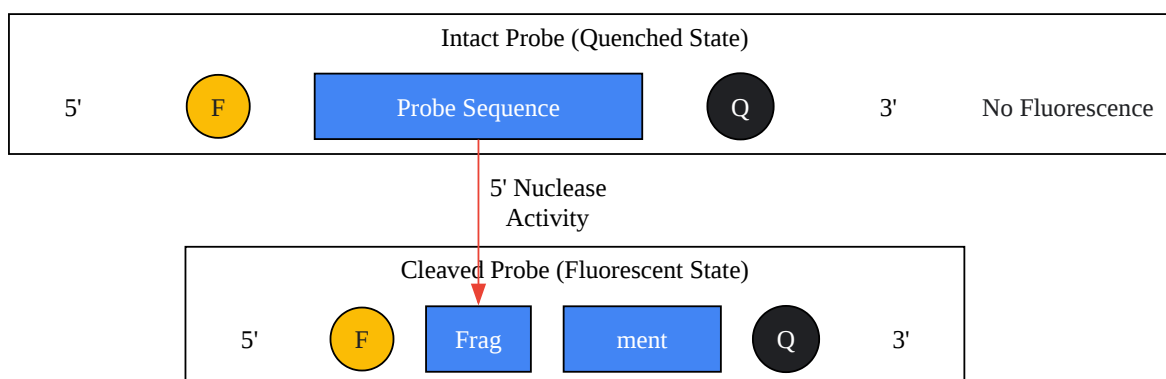 Intact Probe (Quenched State)
5' F Probe Sequence Q 3' No Fluorescence
5' Nuclease
Activity
Cleaved Probe (Fluorescent State)
5' F Frag ment Q 3'